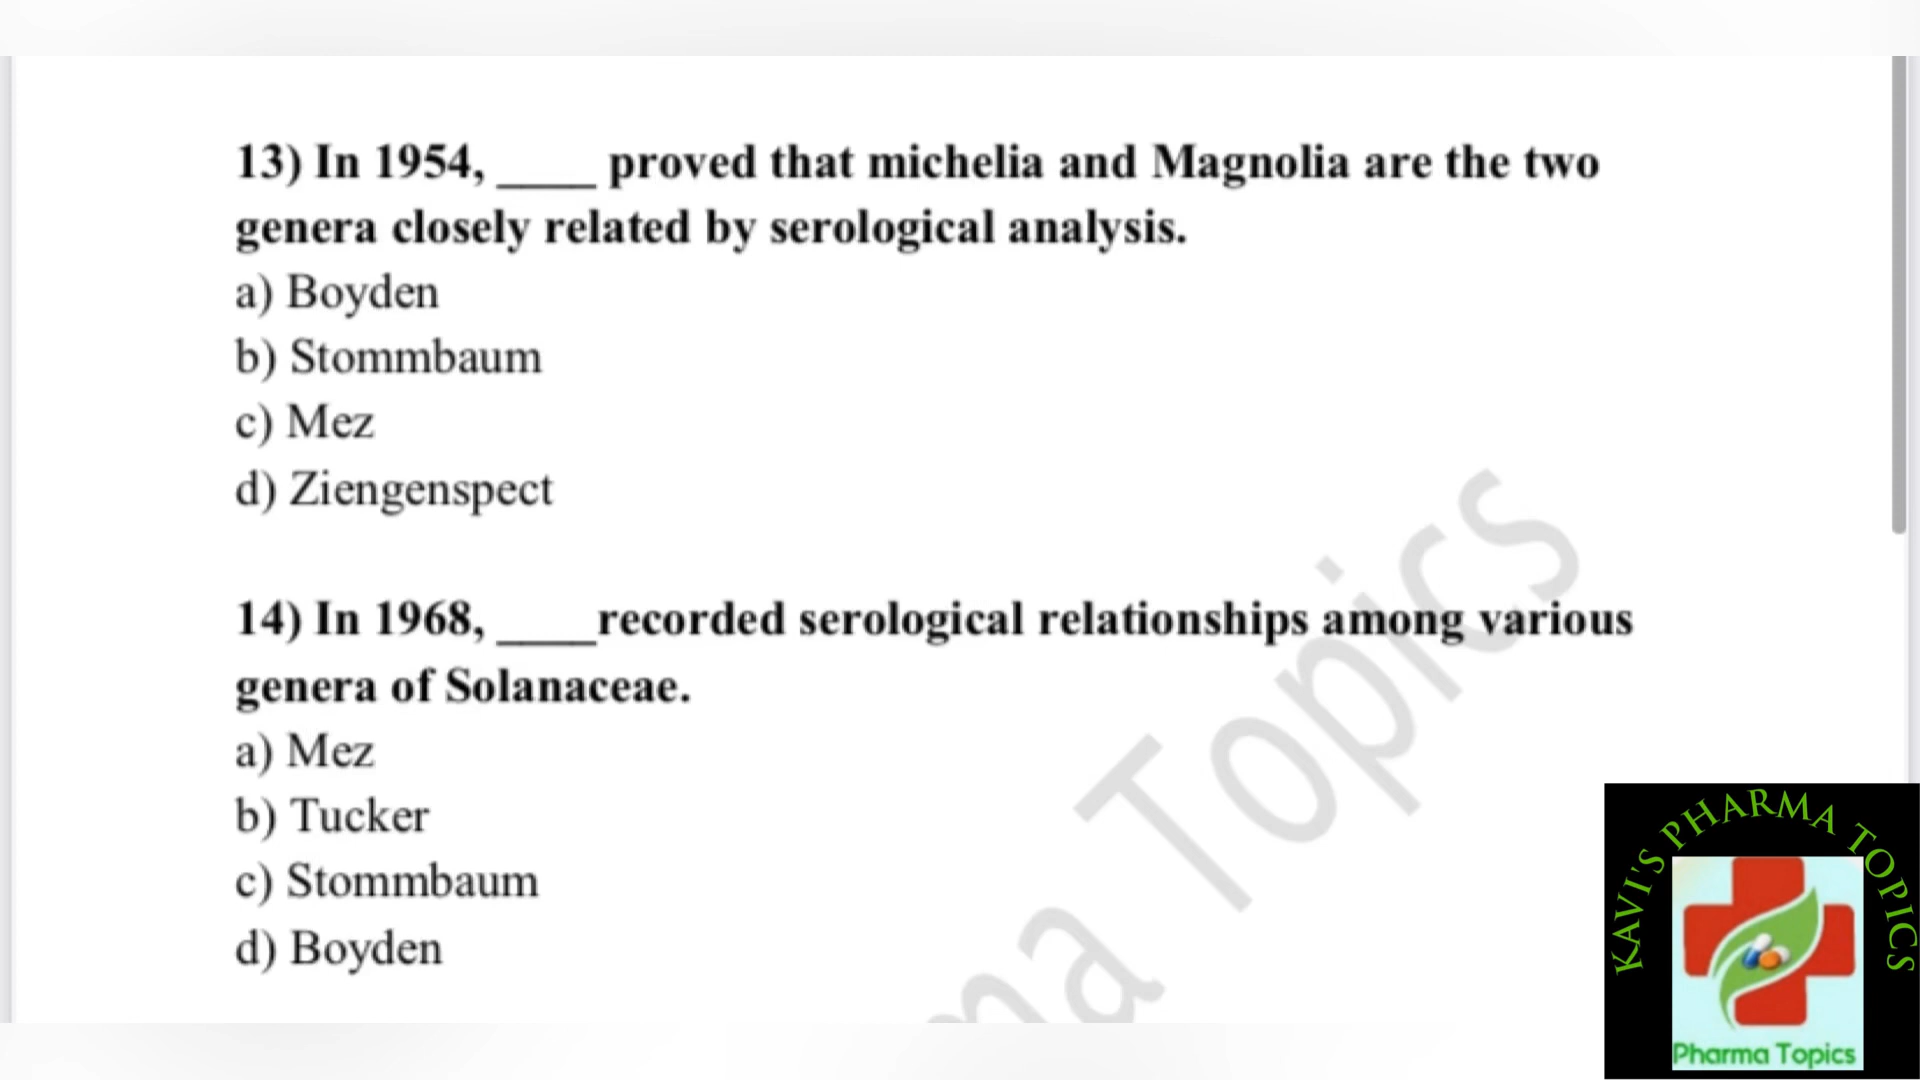 13) In 1954, ____ proved that michelia and Magnolia are the two
genera closely related by serological analysis.
a) Boyden
b) Stommbaum
c) Mez
d) Ziengenspect
14) In 1968, ____recorded serological relationships among various
genera of Solanaceae.
a) Mez
b) Tucker
c) Stommbaum
d) Boyden
ma Topics
KAVI'S PHARMA TOPICS
Pharma Topics